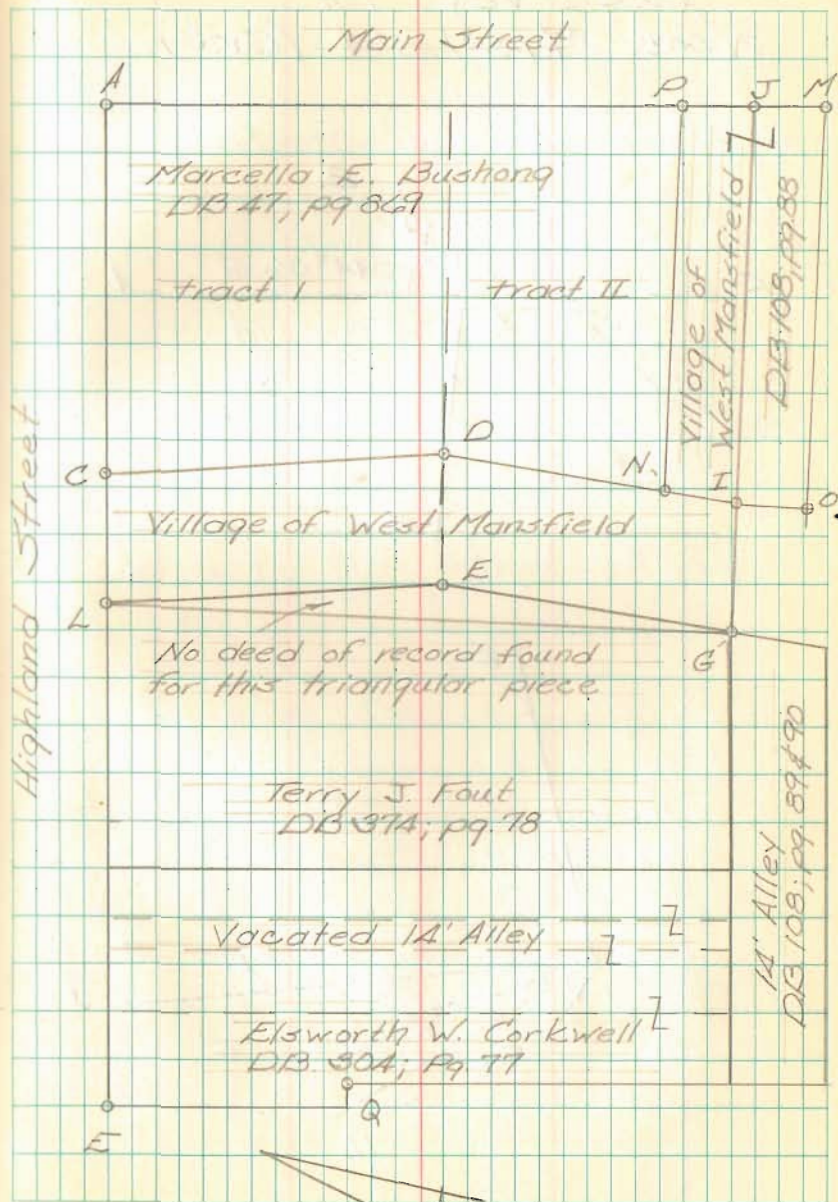 Main Street
A
P
J
M
Marcella E. Bushong
DB 47, pg 869
tract I
tract II
Village of
West Mansfield
DB.108, pg.88
Highland Street
C
D
N
I
O
Village of West Mansfield
L
E
G
No deed of record found
for this triangular piece
Terry J. Fout
DB 374; pg. 78
14' Alley
DB.108; pg. 89 & 90
Vacated 14' Alley
Elsworth W. Corkwell
DB. 304; Pg. 77
Q
E